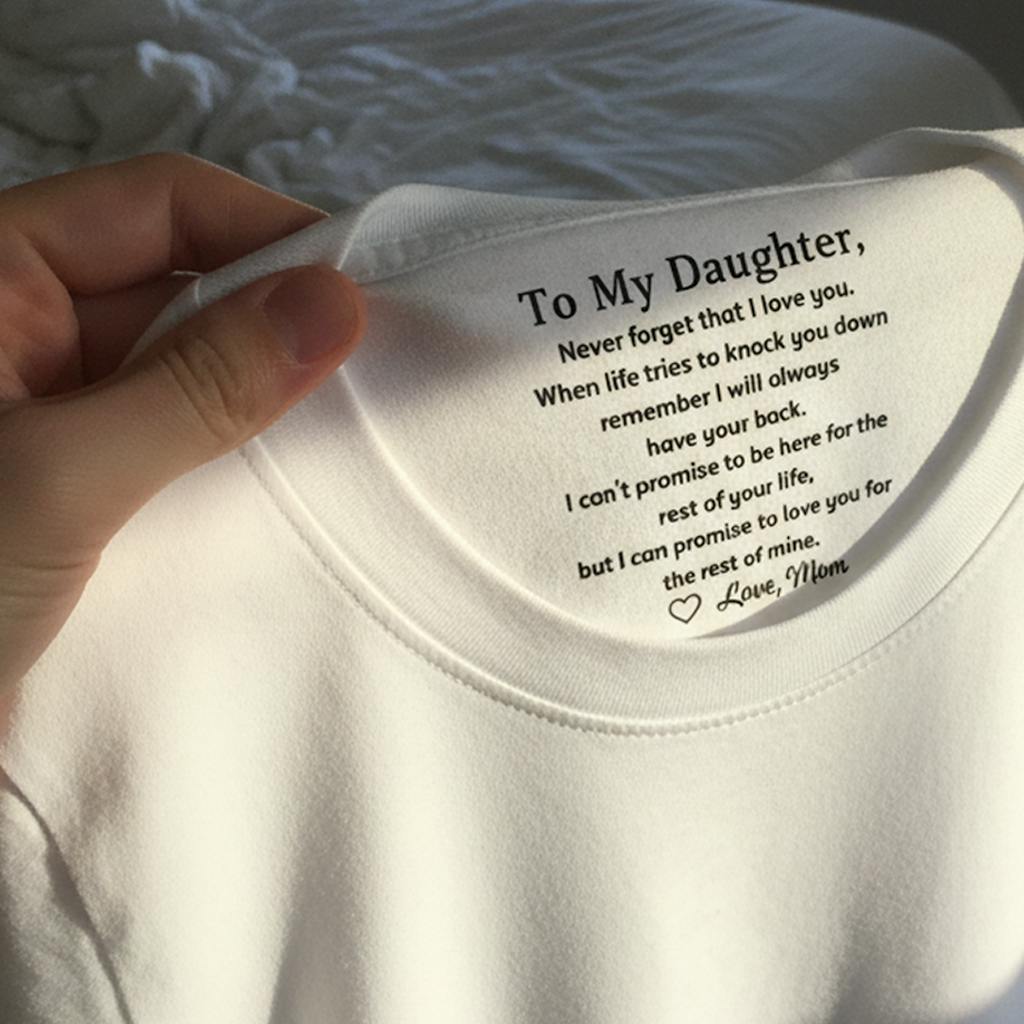 To My Daughter,
Never forget that I love you.
When life tries to knock you down
remember I will olways
have your back.
I con't promise to be here for the
rest of your life,
but I can promise to love you for
the rest of mine.
Love, Mom